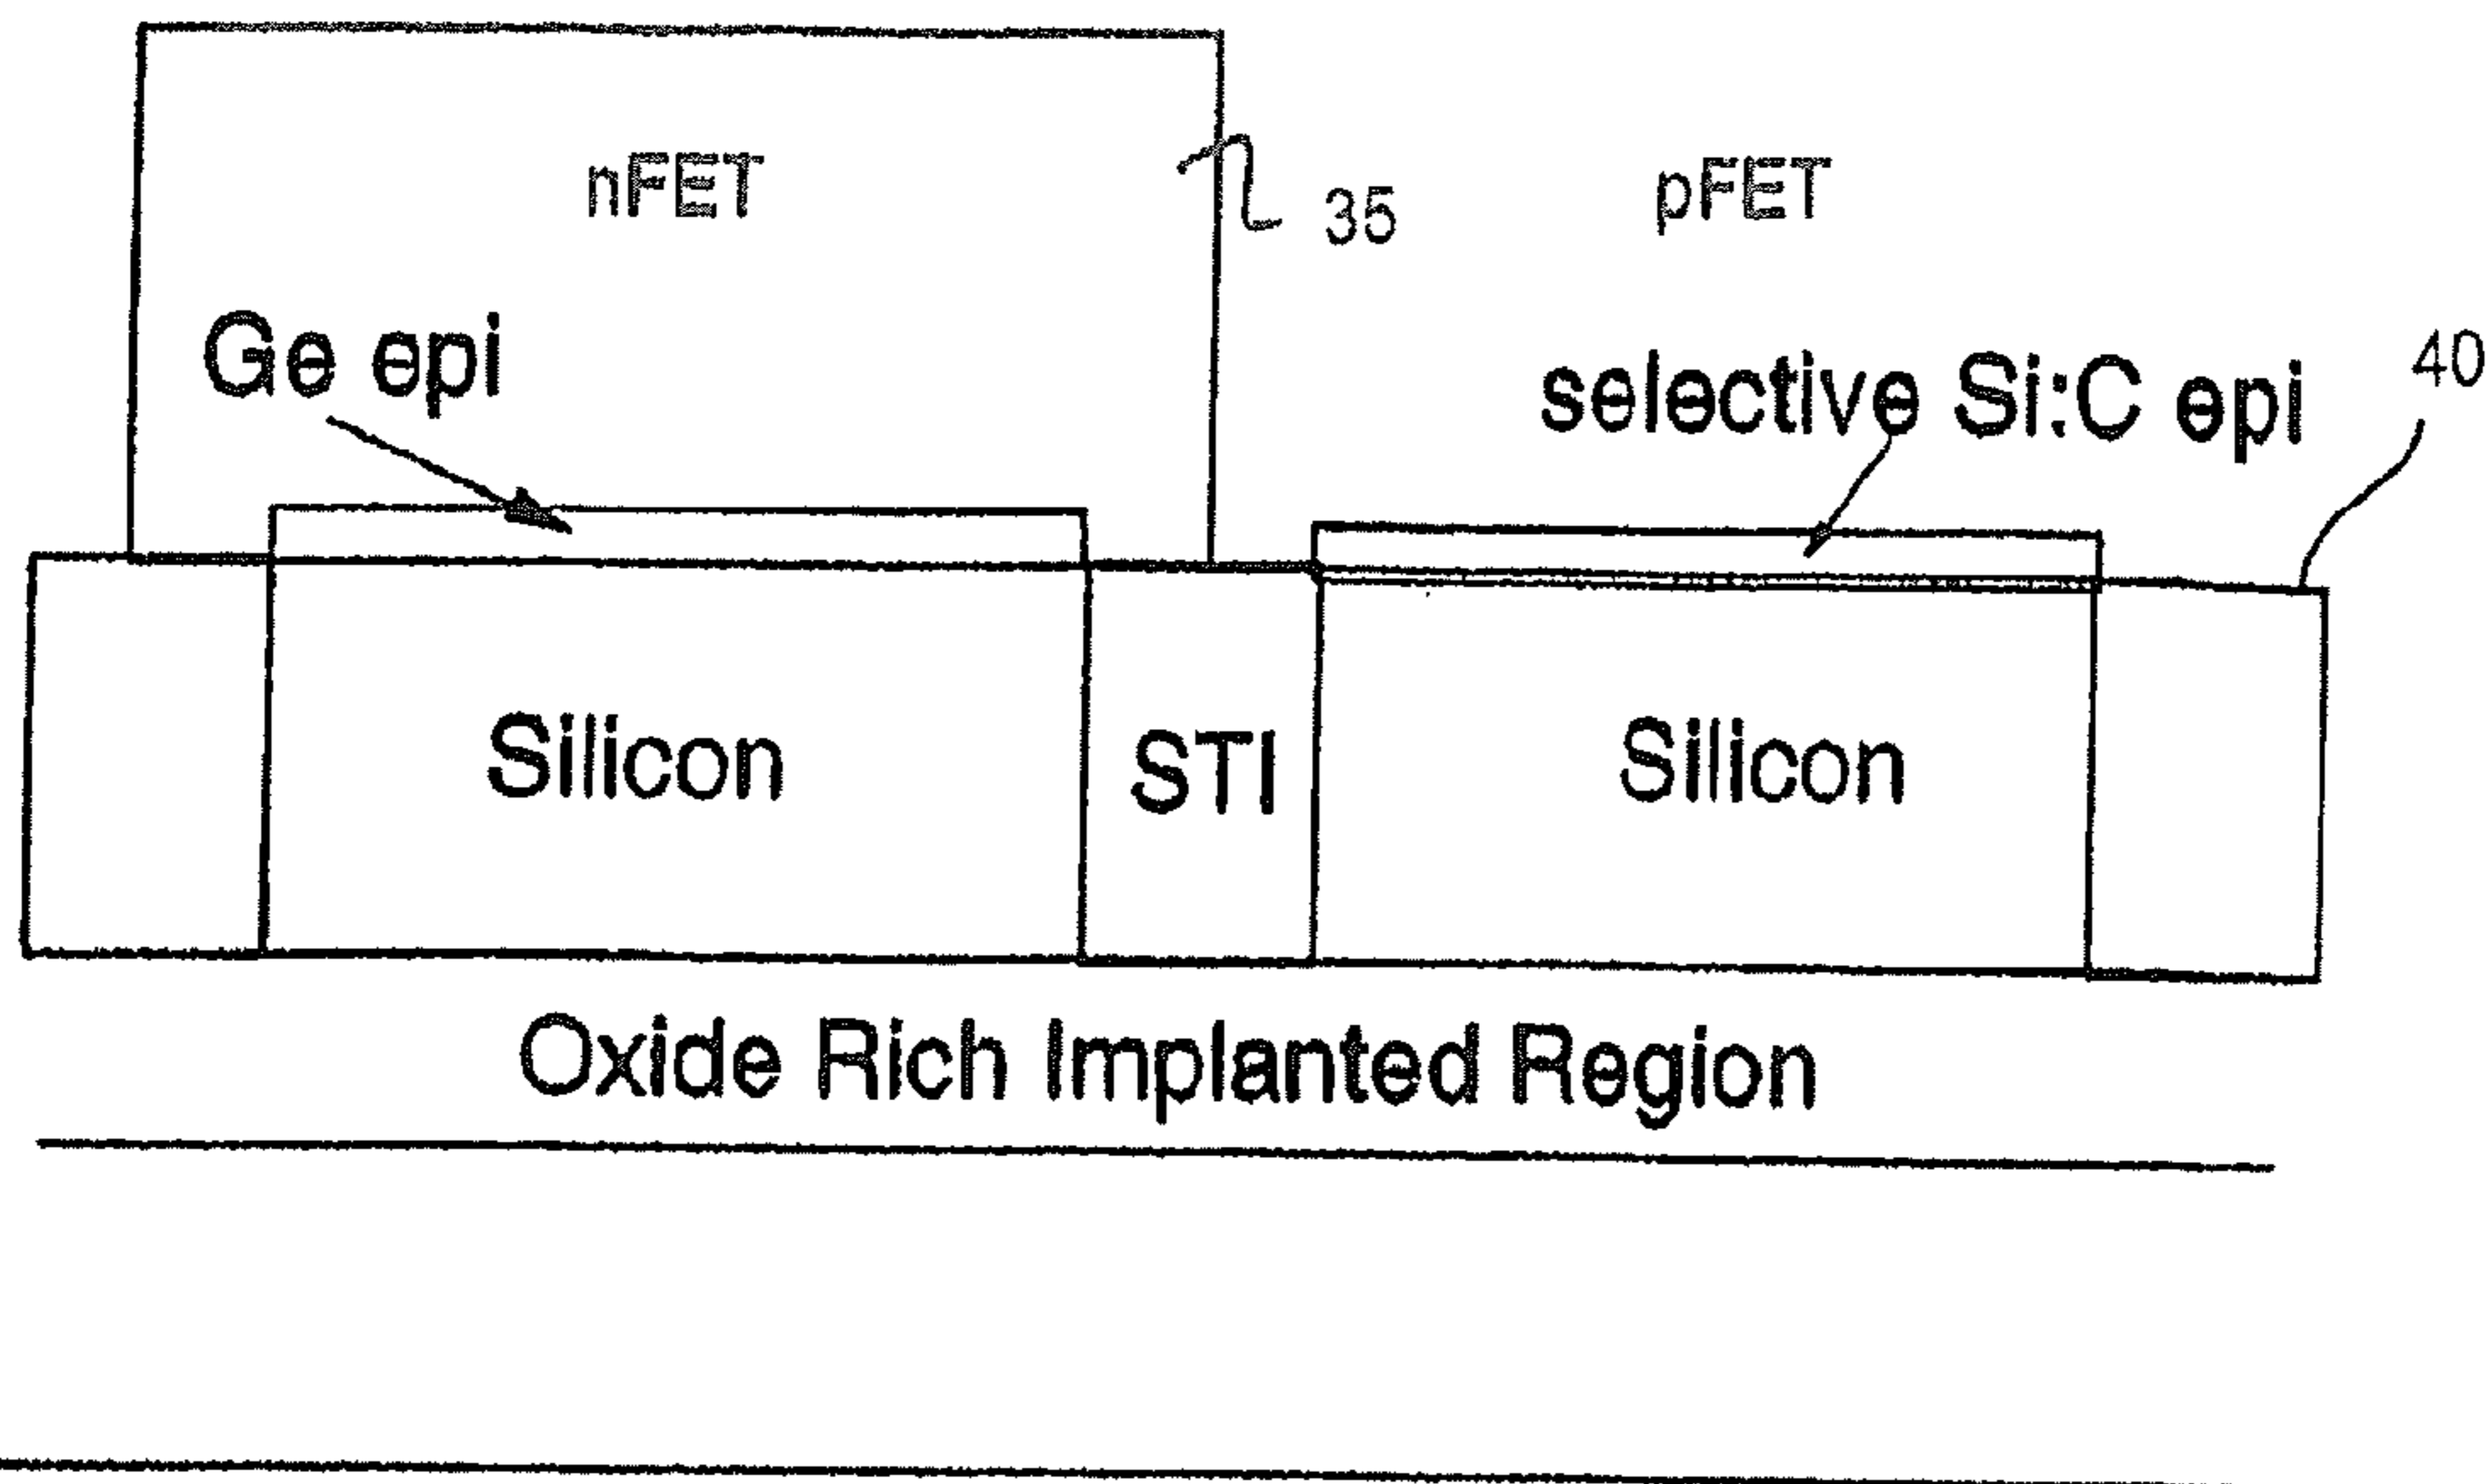 nFET
35
pFET
Ge epi
selective Si:C epi
40
Silicon
STI
Silicon
Oxide Rich Implanted Region